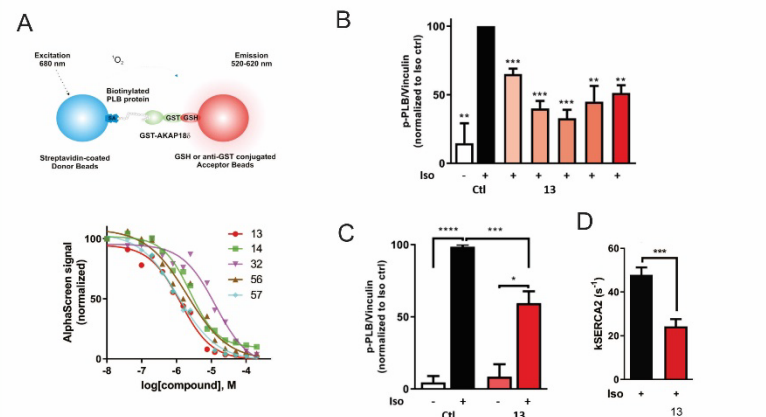 A
Excitation
680 nm
¹O₂
Emission
520-620 nm
Biotinylated
PLB protein
GST
GSH
GST-AKAP18δ
Streptavidin-coated
Donor Beads
GSH or anti-GST conjugated
Acceptor Beads
AlphaScreen signal
(normalized)
100
50
0
-8 -7 -6 -5 -4
log[compound], M
13
14
32
56
57
B
p-PLB/Vinculin
(normalized to Iso ctrl)
100
50
0
** *** *** *** ** **
Iso - + + + + + +
Ctl 13
C
p-PLB/Vinculin
(normalized to Iso ctrl)
100
50
0
**** ***
*
Iso - + - +
Ctl 13
D
kSERCA2 (s⁻¹)
60
40
20
0
***
Iso + +
13